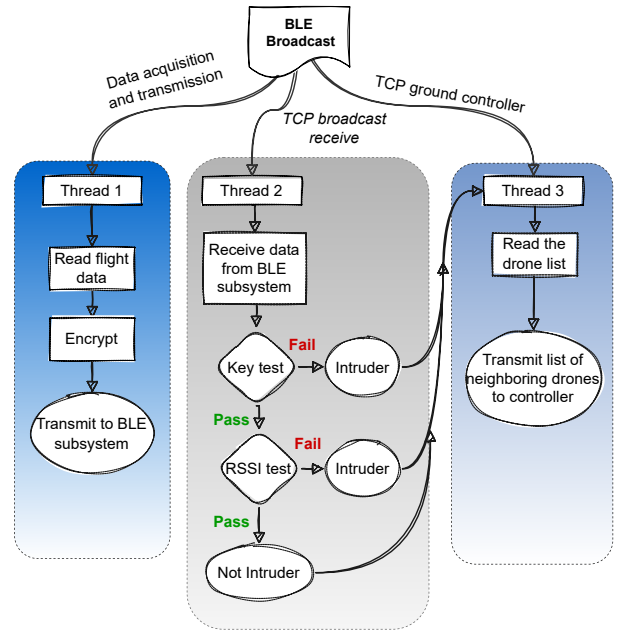 BLE
Broadcast
Data acquisition
and transmission
TCP broadcast
receive
TCP ground controller
Thread 1
Read flight
data
Encrypt
Transmit to BLE
subsystem
Thread 2
Receive data
from BLE
subsystem
Key test
Fail
Intruder
Pass
RSSI test
Fail
Intruder
Pass
Not Intruder
Thread 3
Read the
drone list
Transmit list of
neighboring drones
to controller